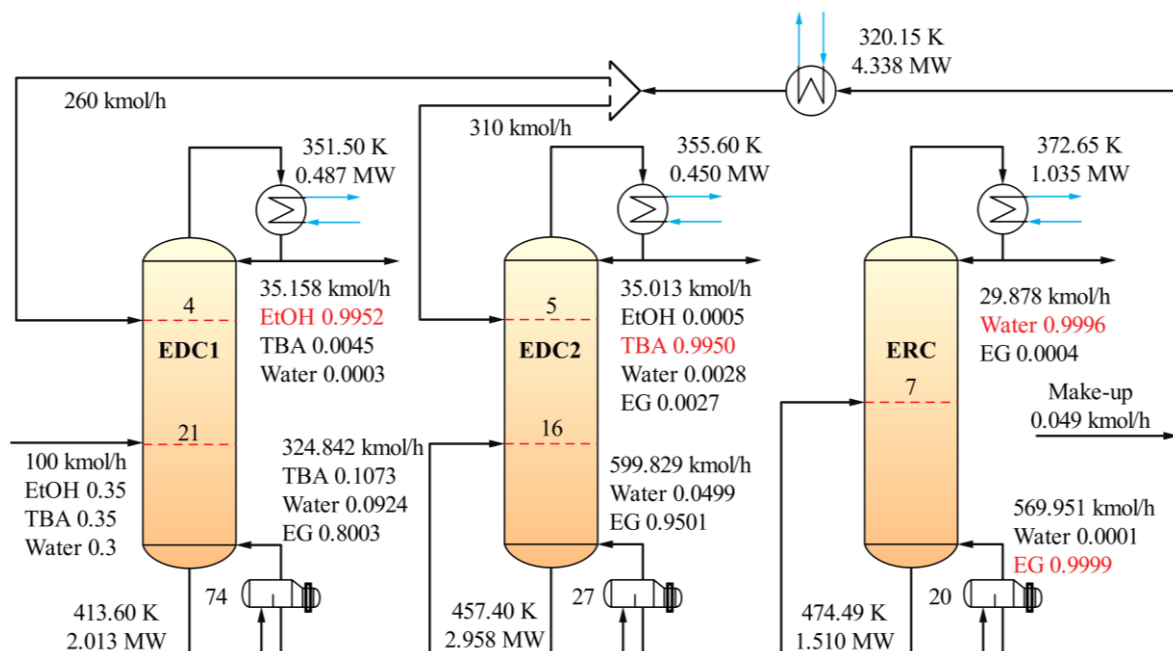 320.15 K
4.338 MW
260 kmol/h
310 kmol/h
351.50 K
0.487 MW
355.60 K
0.450 MW
372.65 K
1.035 MW
35.158 kmol/h
EtOH 0.9952
TBA 0.0045
Water 0.0003
4
EDC1
21
100 kmol/h
EtOH 0.35
TBA 0.35
Water 0.3
324.842 kmol/h
TBA 0.1073
Water 0.0924
EG 0.8003
74
413.60 K
2.013 MW
35.013 kmol/h
EtOH 0.0005
TBA 0.9950
Water 0.0028
EG 0.0027
5
EDC2
16
599.829 kmol/h
Water 0.0499
EG 0.9501
27
457.40 K
2.958 MW
29.878 kmol/h
Water 0.9996
EG 0.0004
ERC
7
Make-up
0.049 kmol/h
569.951 kmol/h
Water 0.0001
EG 0.9999
20
474.49 K
1.510 MW